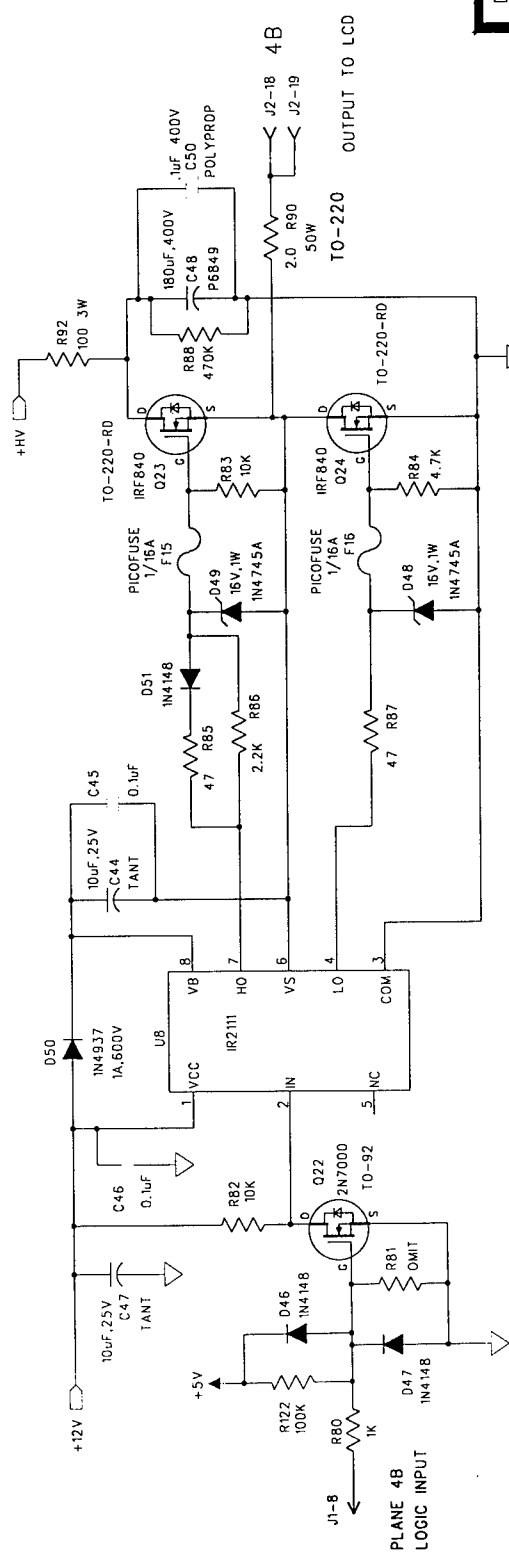 +12V
10uF,25V
C47
TANT
C46
0.1uF
D50
1N4937
1A,600V
10uF,25V
C44
TANT
C45
0.1uF
+HV
R92
100 3W
.1uF 400V
C50
POLYPROP
180uF,400V
C48
P6849
R88
470K
TO-220-RD
IRF840
Q23
D
S
G
R83
10K
PICOFUSE
1/16A
F15
D49
16V,1W
1N4745A
D51
1N4148
R85
47
R86
2.2K
U8
IR2111
1
VCC
2
IN
5
NC
8
VB
7
HO
6
VS
4
LO
3
COM
R82
10K
Q22
2N7000
TO-92
D
S
G
R81
OMIT
D46
1N4148
D47
1N4148
+5V
R122
100K
R80
1K
J1-8
PLANE 4B
LOGIC INPUT
R87
47
D48
16V,1W
1N4745A
PICOFUSE
1/16A
F16
R84
4.7K
IRF840
Q24
D
S
G
TO-220-RD
2.0 R90
50W
TO-220
J2-18
J2-19
4B
OUTPUT TO LCD